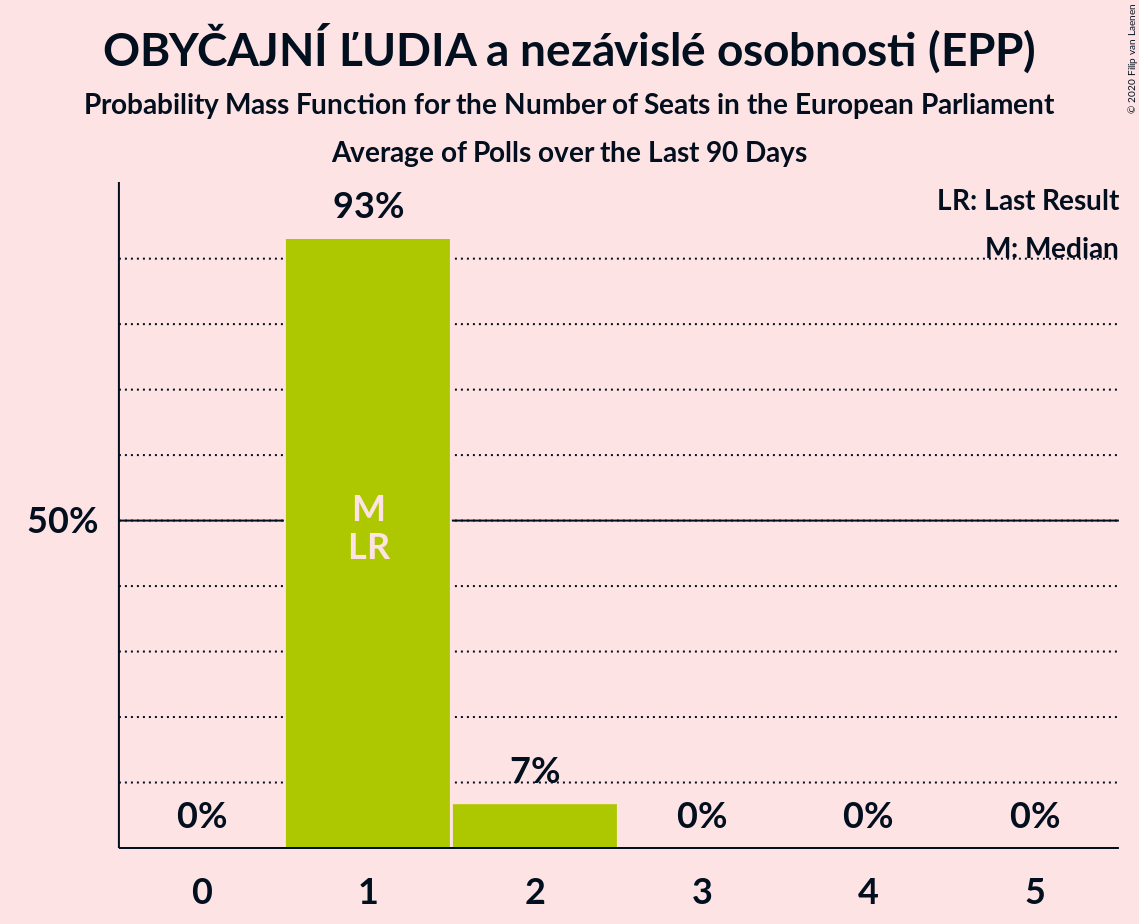 OBYČAJNÍ ĽUDIA a nezávislé osobnosti (EPP)
Probability Mass Function for the Number of Seats in the European Parliament
Average of Polls over the Last 90 Days
© 2020 Filip van Laenen
LR: Last Result
M: Median
93%
50%
M
LR
7%
0%
0%
0%
0%
0
1
2
3
4
5